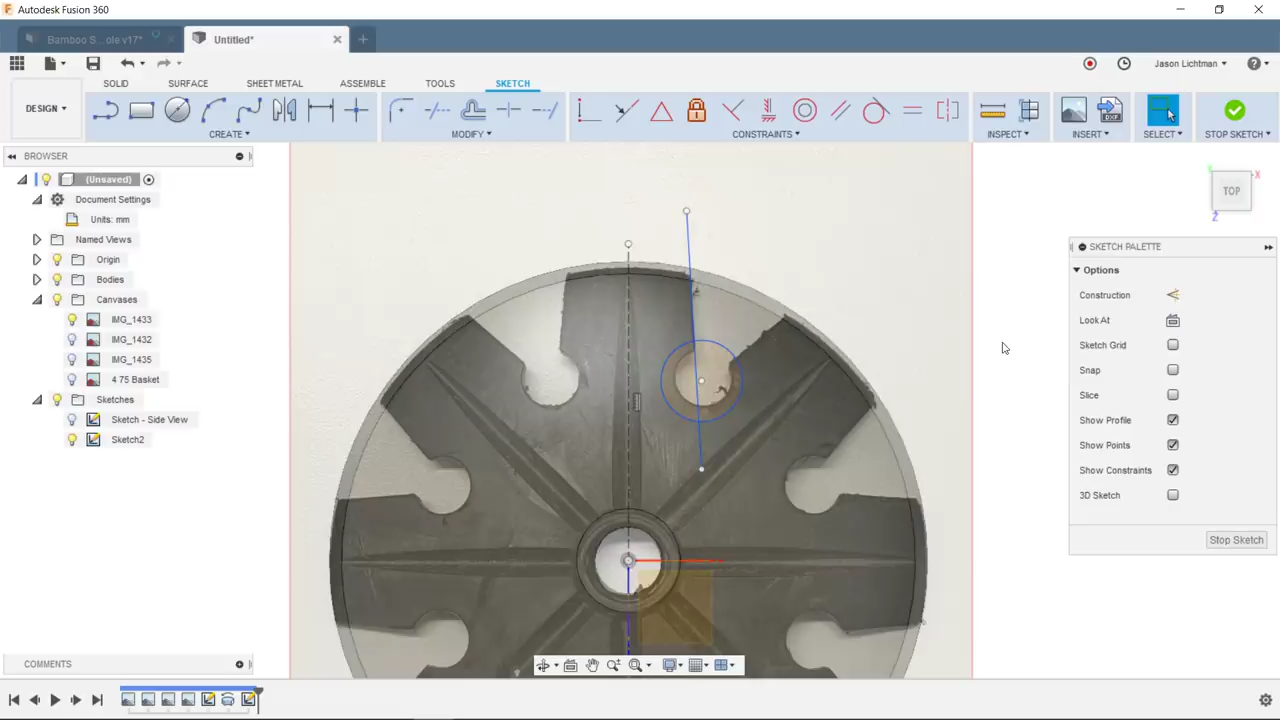 Autodesk Fusion 360
Bamboo S...ole v17*
Untitled*
Jason Lichtman
SOLID
SURFACE
SHEET METAL
ASSEMBLE
TOOLS
SKETCH
DESIGN
CREATE
MODIFY
CONSTRAINTS
INSPECT
INSERT
DXF
SELECT
STOP SKETCH
BROWSER
(Unsaved)
Document Settings
Units: mm
Named Views
Origin
Bodies
Canvases
IMG_1433
IMG_1432
IMG_1435
4 75 Basket
Sketches
Sketch - Side View
Sketch2
Y
X
TOP
Z
SKETCH PALETTE
Options
Construction
Look At
Sketch Grid
Snap
Slice
Show Profile
Show Points
Show Constraints
3D Sketch
Stop Sketch
COMMENTS